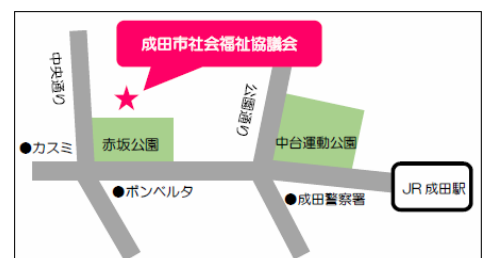 成田市社会福祉協議会
中央通り
公園通り
赤坂公園
中台運動公園
●カスミ
●ボンベルタ
●成田警察署
JR 成田駅